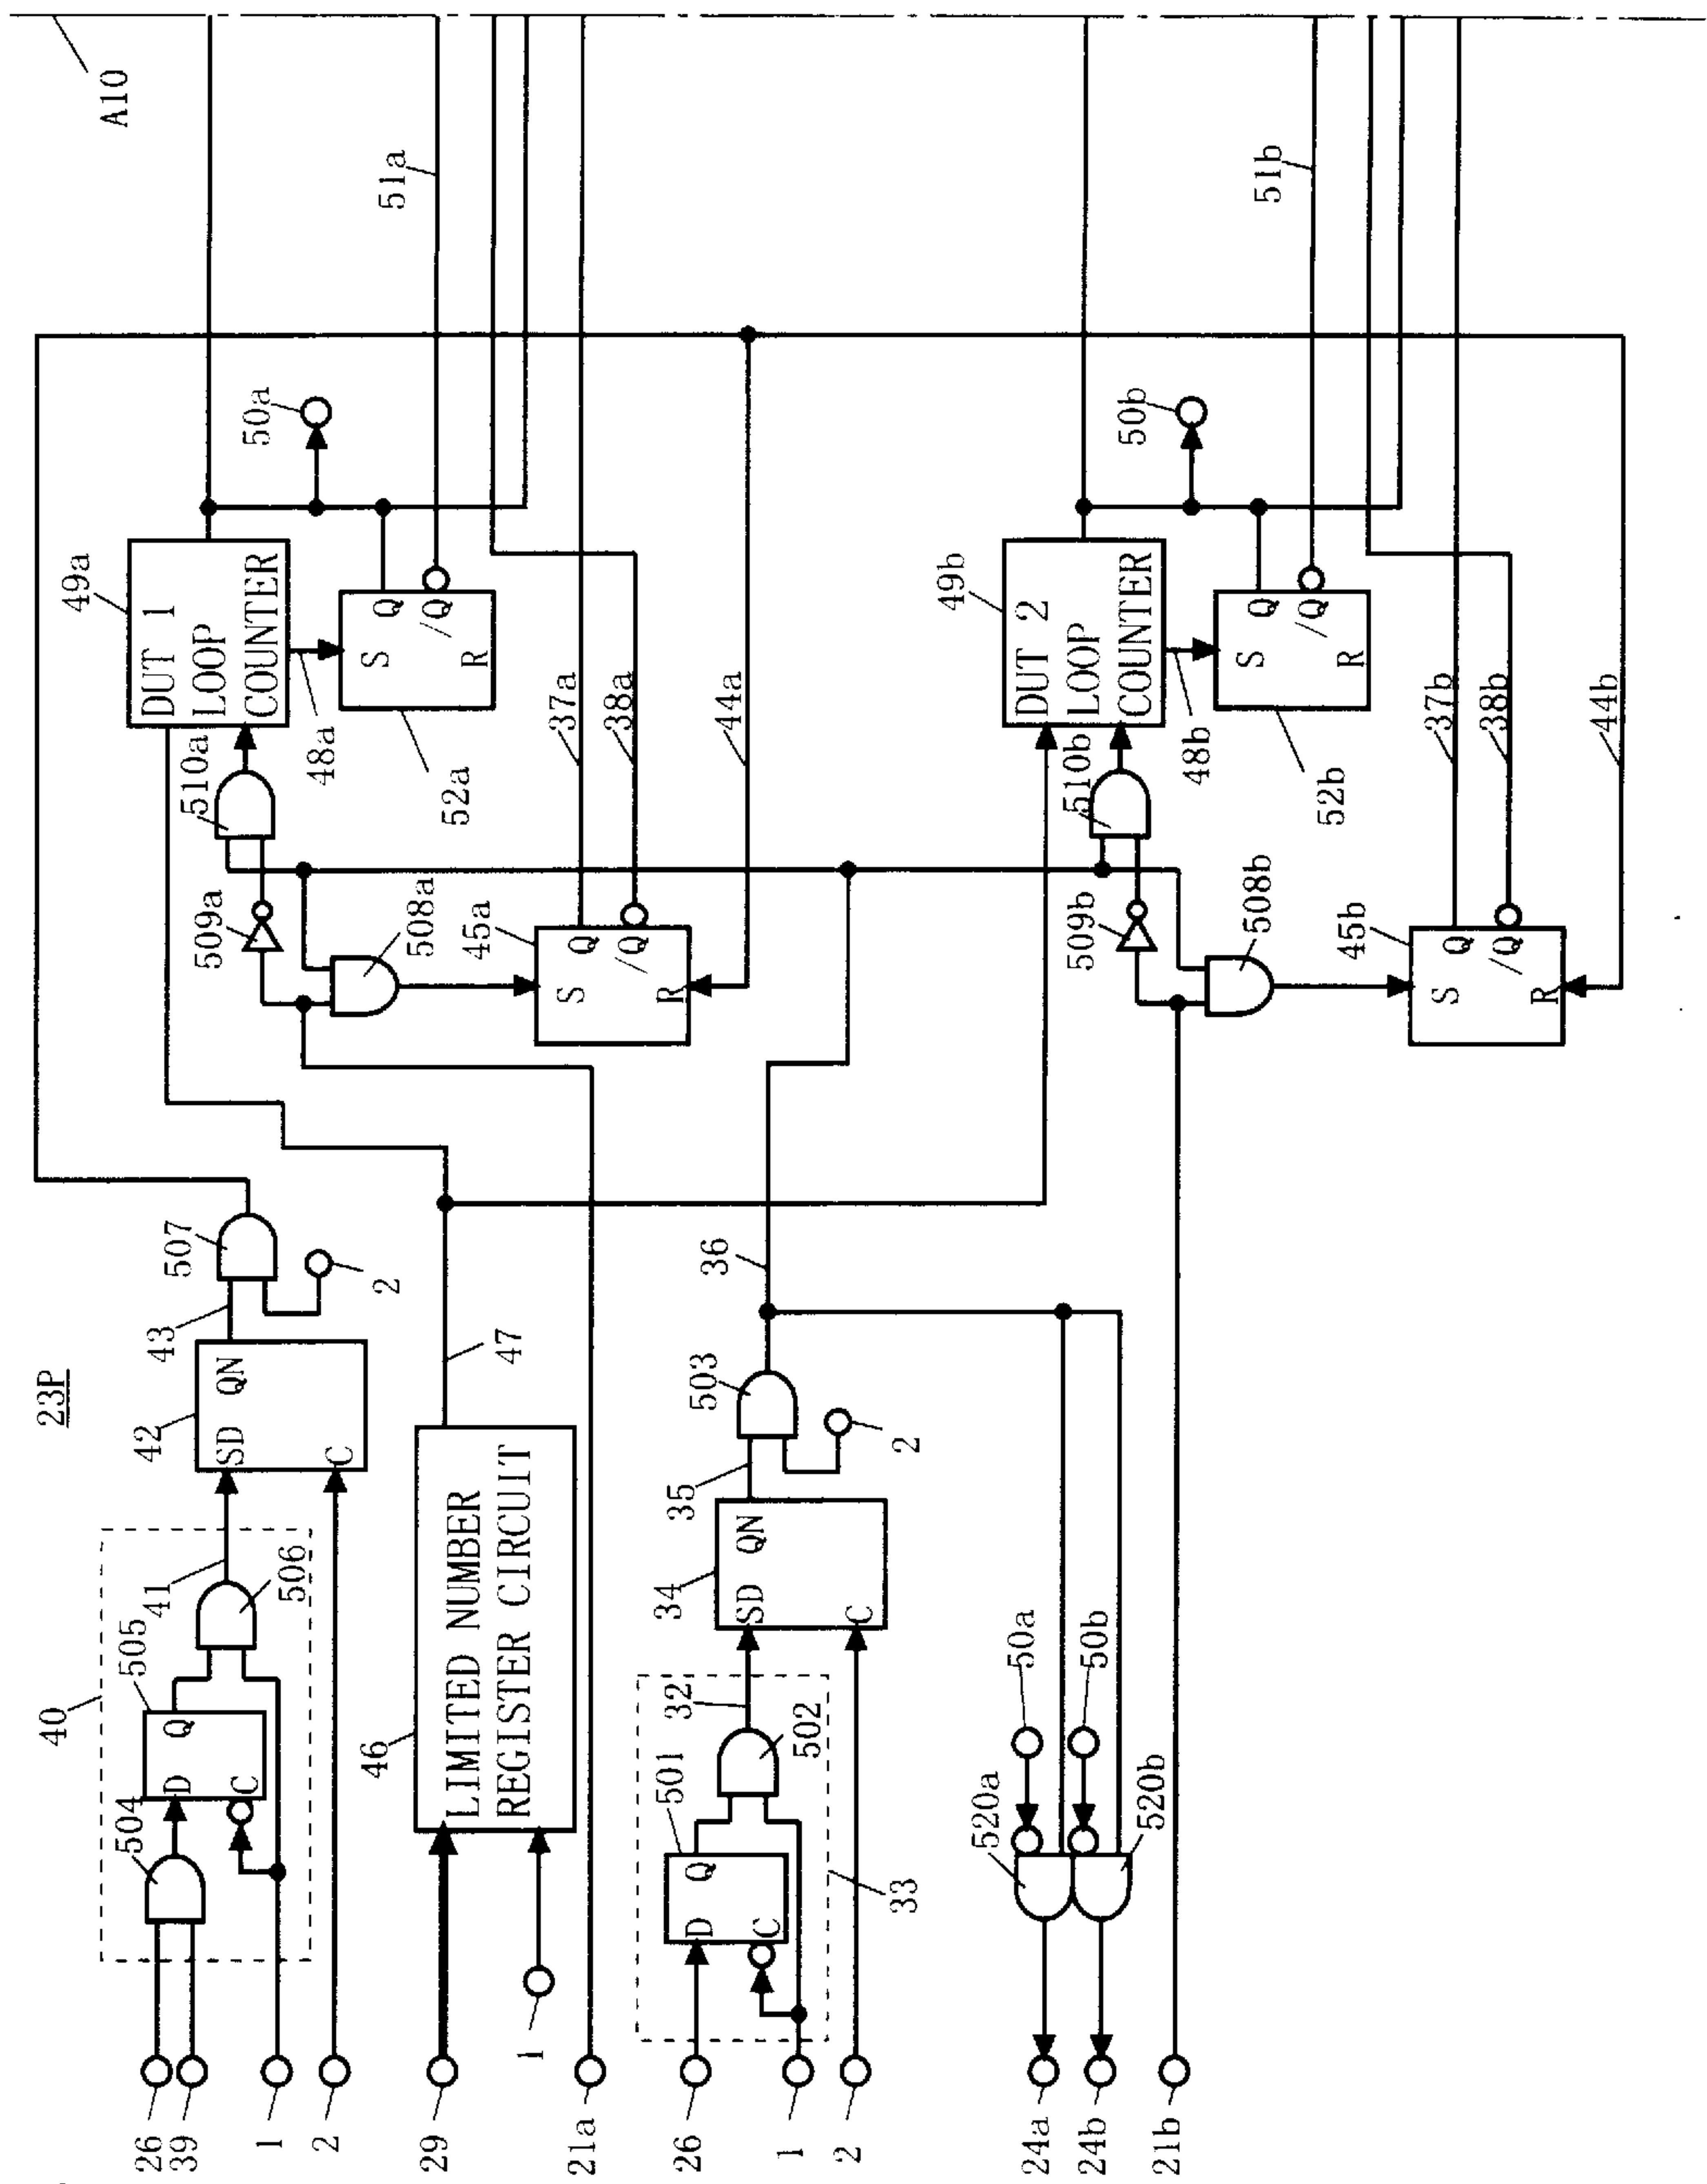 23P
A10
26
39
1
2
40
504
505
D
Q
C
506
41
42
SD
QN
C
43
507
2
29
1
46
LIMITED NUMBER
REGISTER CIRCUIT
47
21a
26
1
2
33
501
D
Q
C
502
32
34
SD
QN
C
35
503
2
36
24a
24b
21b
520a
520b
50a
50b
509a
508a
510a
49a
DUT 1
LOOP
COUNTER
48a
52a
S
Q
/Q
R
50a
51a
45a
S
Q
/Q
R
37a
38a
44a
509b
508b
510b
49b
DUT 2
LOOP
COUNTER
48b
52b
S
Q
/Q
R
50b
51b
45b
S
Q
/Q
R
37b
38b
44b